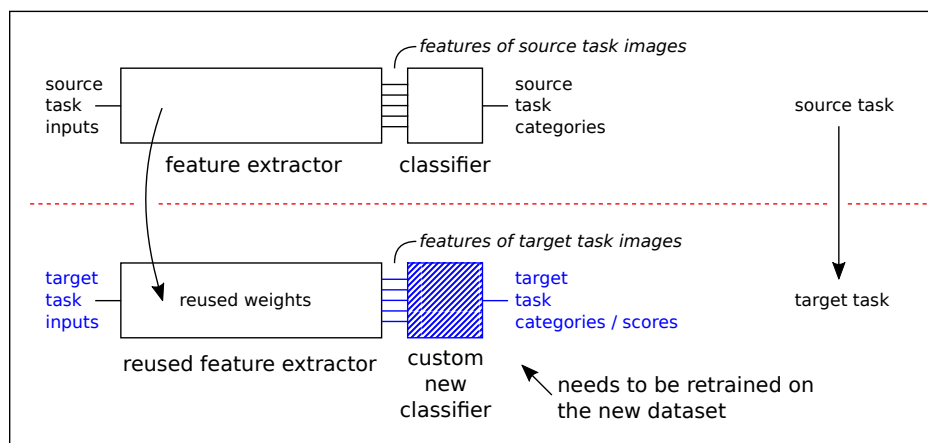 features of source task images
source
task
inputs
source
task
categories
source task
feature extractor
classifier
features of target task images
target
task
inputs
reused weights
target
task
categories / scores
target task
reused feature extractor
custom
new
classifier
needs to be retrained on
the new dataset